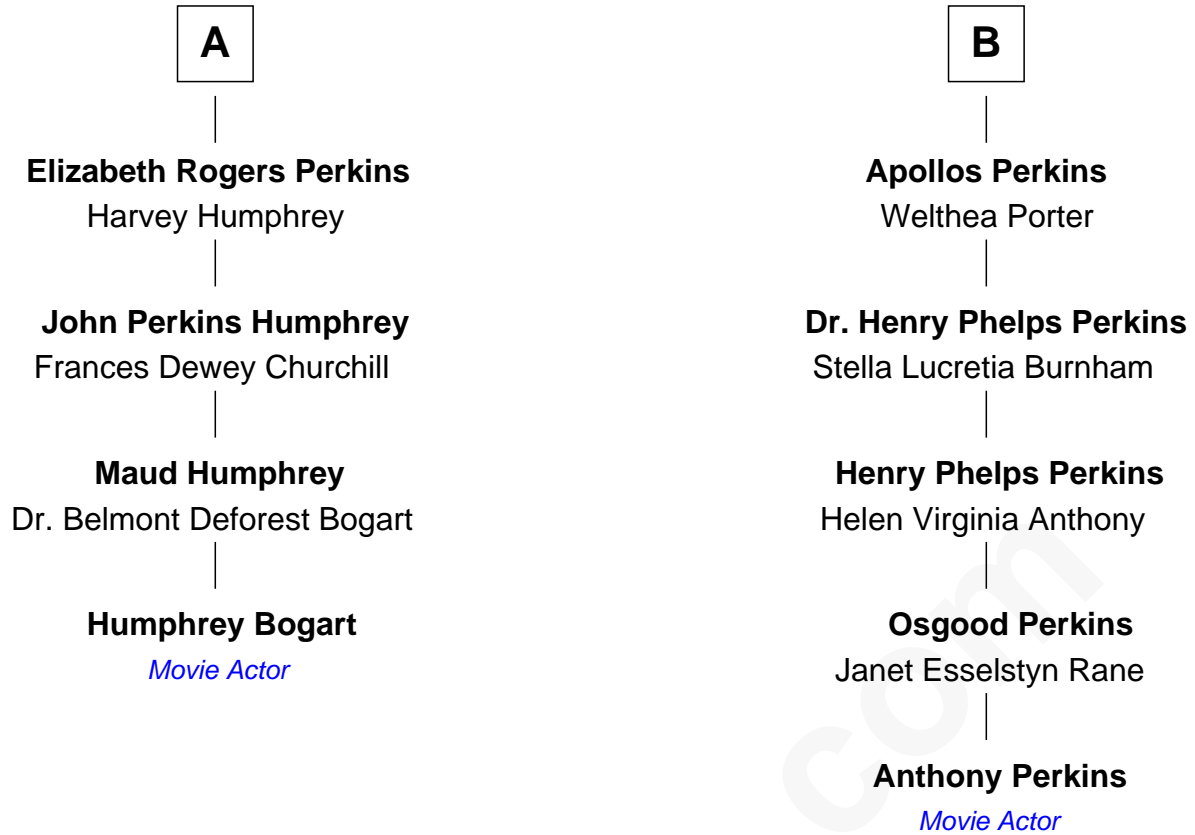 A
Elizabeth Rogers Perkins
Harvey Humphrey
John Perkins Humphrey
Frances Dewey Churchill
Maud Humphrey
Dr. Belmont Deforest Bogart
Humphrey Bogart
Movie Actor
B
Apollos Perkins
Welthea Porter
Dr. Henry Phelps Perkins
Stella Lucretia Burnham
Henry Phelps Perkins
Helen Virginia Anthony
Osgood Perkins
Janet Esselstyn Rane
Anthony Perkins
Movie Actor
com